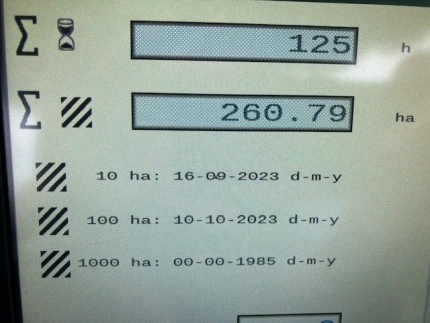 Σ 125 h
Σ 260.79 ha
10 ha: 16-09-2023 d-m-y
100 ha: 10-10-2023 d-m-y
1000 ha: 00-00-1985 d-m-y